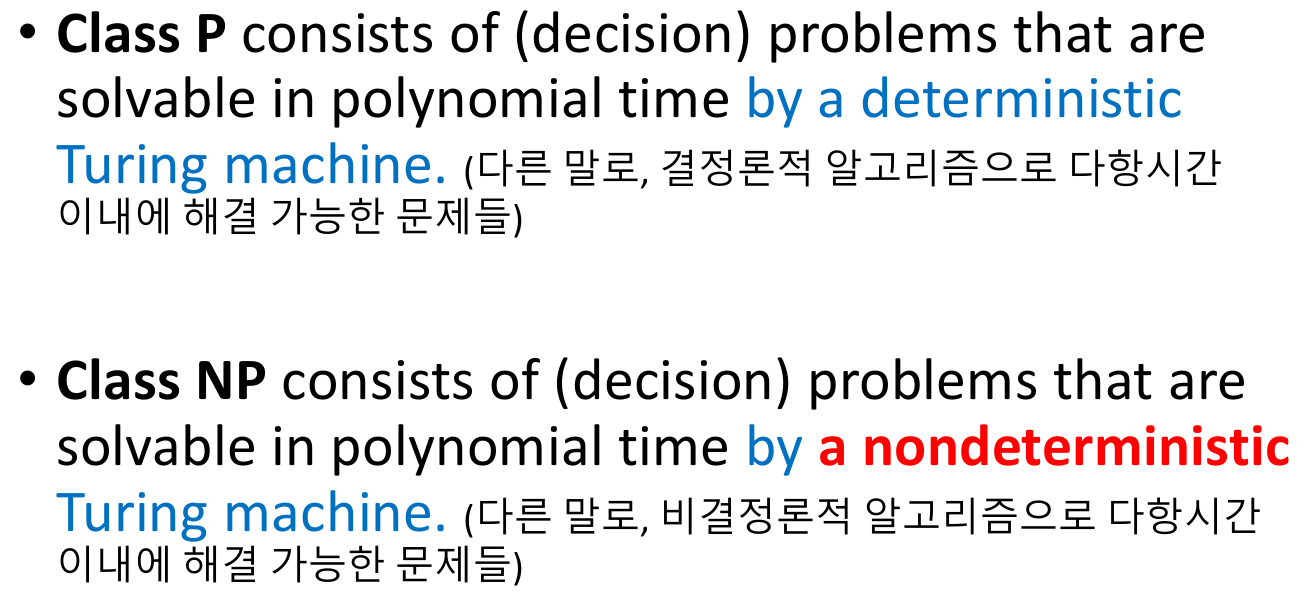 • Class P consists of (decision) problems that are
solvable in polynomial time by a deterministic
Turing machine. (다른 말로, 결정론적 알고리즘으로 다항시간
이내에 해결 가능한 문제들)
• Class NP consists of (decision) problems that are
solvable in polynomial time by a nondeterministic
Turing machine. (다른 말로, 비결정론적 알고리즘으로 다항시간
이내에 해결 가능한 문제들)